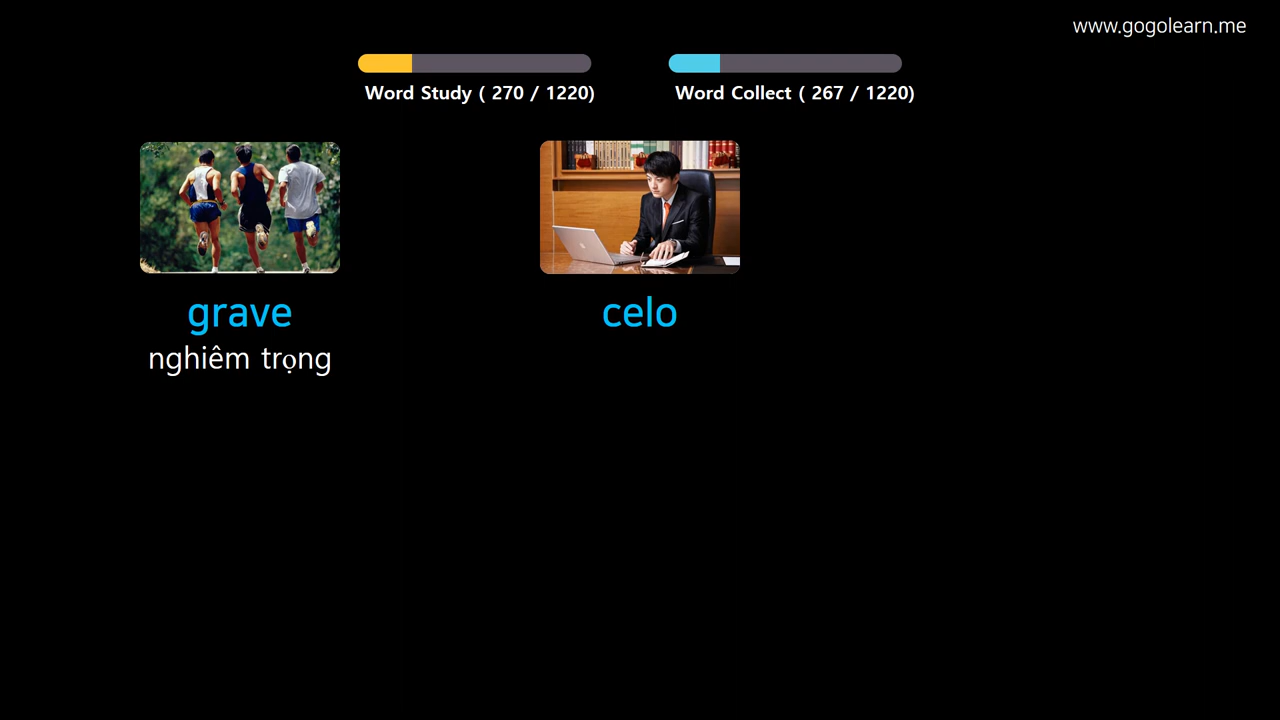 www.gogolearn.me
Word Study ( 270 / 1220)
Word Collect ( 267 / 1220)
grave
celo
nghiêm trọng